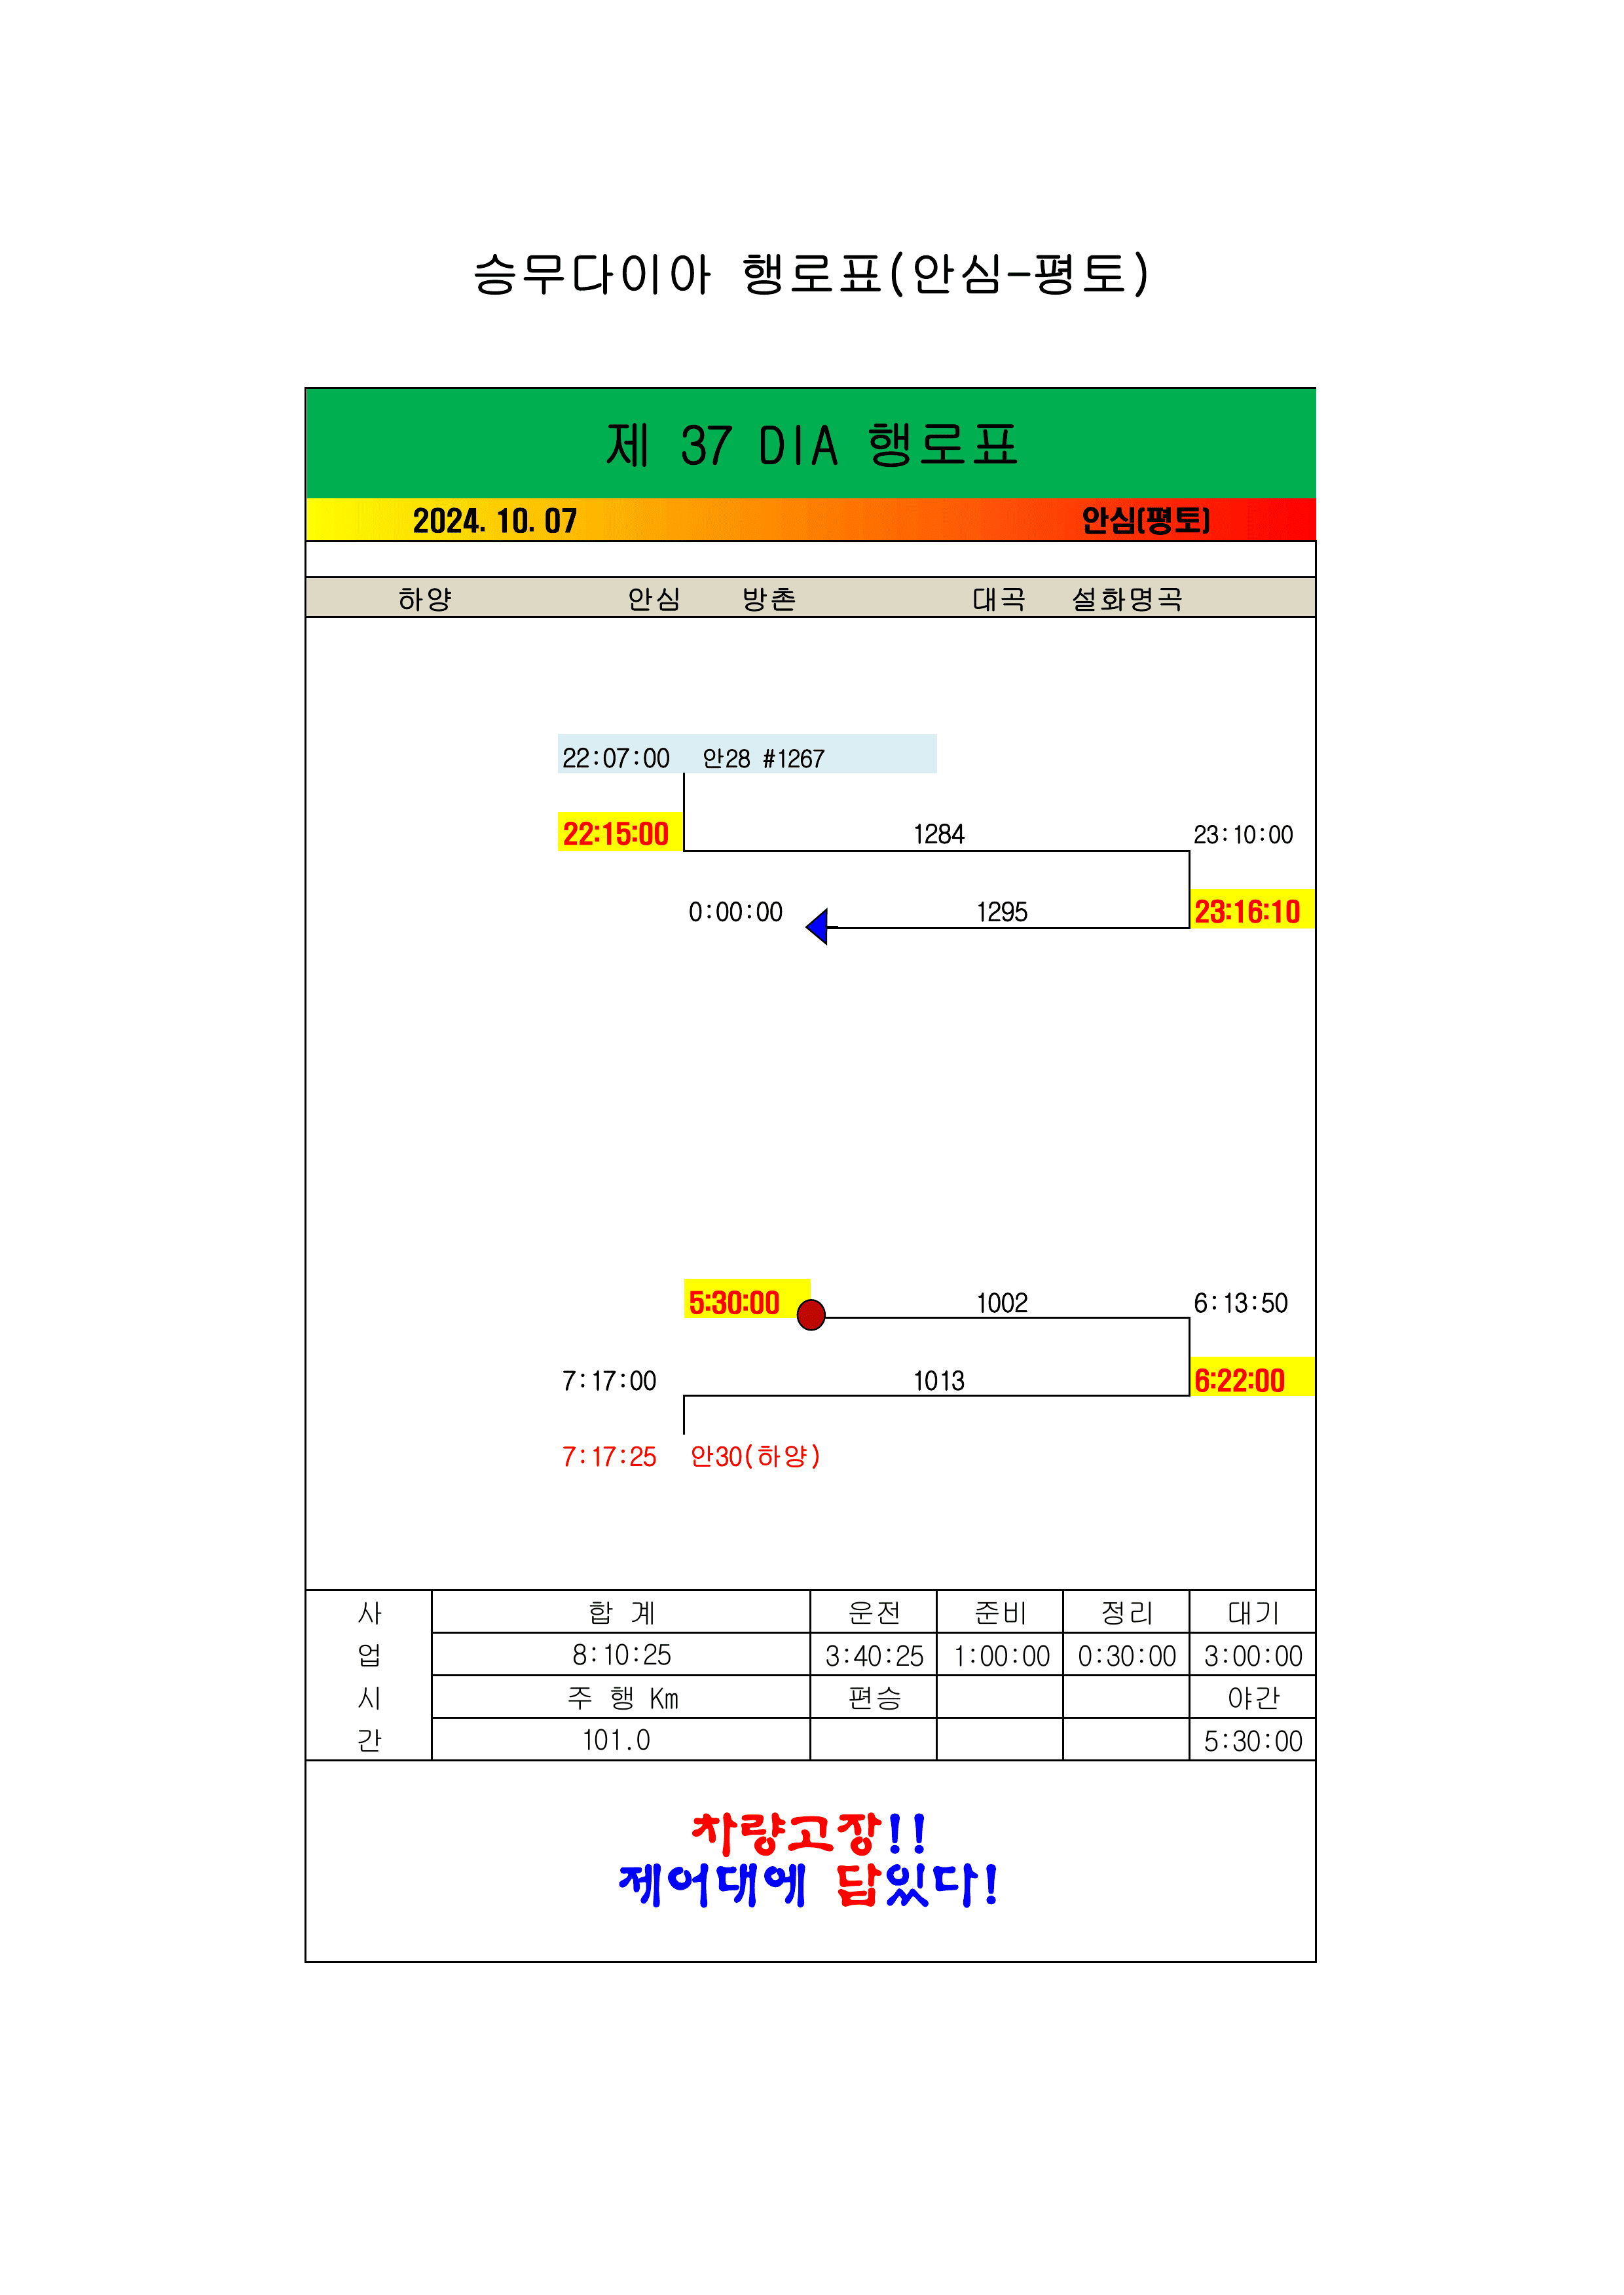 승무다이아 행로표(안심-평토)
제 37 DIA 행로표
2024. 10. 07 안심(평토)
하양 안심 방촌 대곡 설화명곡
22:07:00 안28 #1267
22:15:00 1284 23:10:00
0:00:00 1295 23:16:10
5:30:00 1002 6:13:50
7:17:00 1013 6:22:00
7:17:25 안30(하양)
사 합 계 운전 준비 정리 대기
업 8:10:25 3:40:25 1:00:00 0:30:00 3:00:00
시 주 행 Km 편승 야간
간 101.0 5:30:00
차량고장!!
제어대에 답있다!